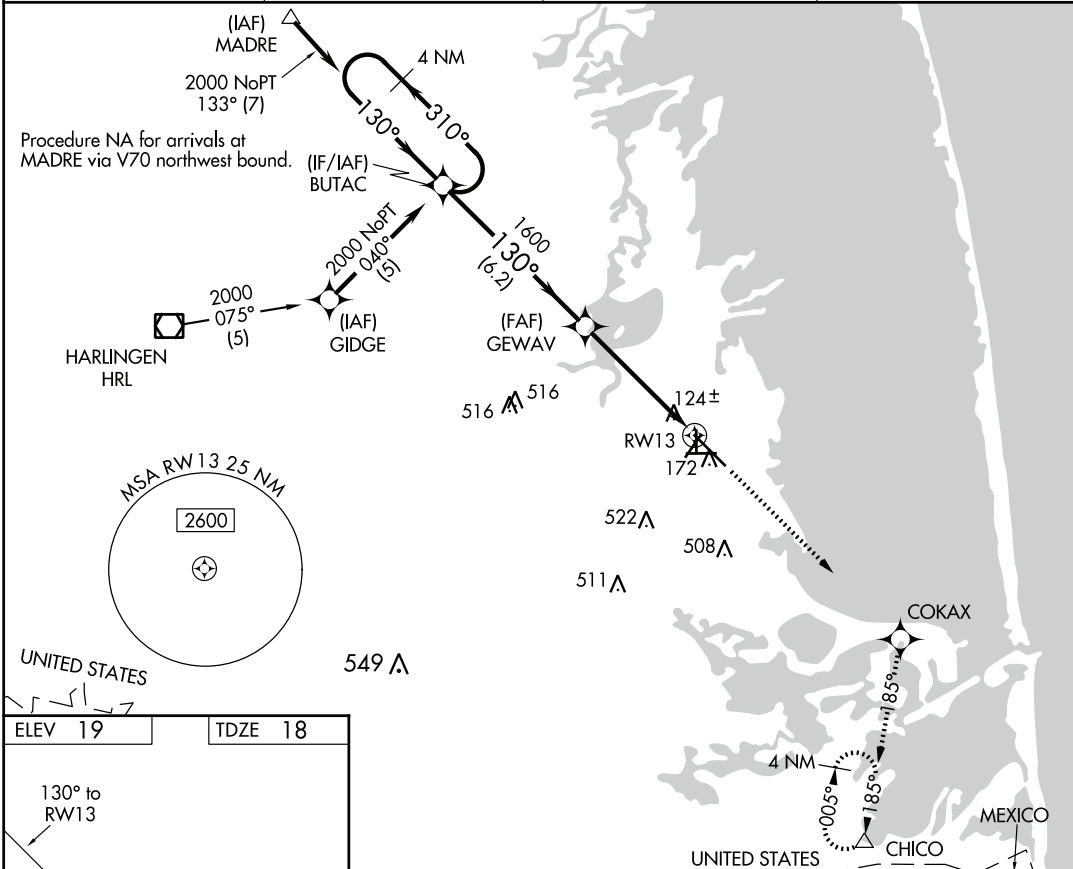 (IAF)
MADRE
2000 NoPT
133° (7)
4 NM
130°
310°
Procedure NA for arrivals at
MADRE via V70 northwest bound.
(IF/IAF)
BUTAC
2000 NoPT
040°
(5)
1600
130°
(6.2)
2000
075°
(5)
(IAF)
GIDGE
HARLINGEN
HRL
(FAF)
GEWAV
516
516
124±
RW13
172
MSA RW13 25 NM
2600
522
508
511
COKAX
549
UNITED STATES
185°
4 NM
005°
185°
CHICO
MEXICO
UNITED STATES
ELEV 19
TDZE 18
130° to
RW13